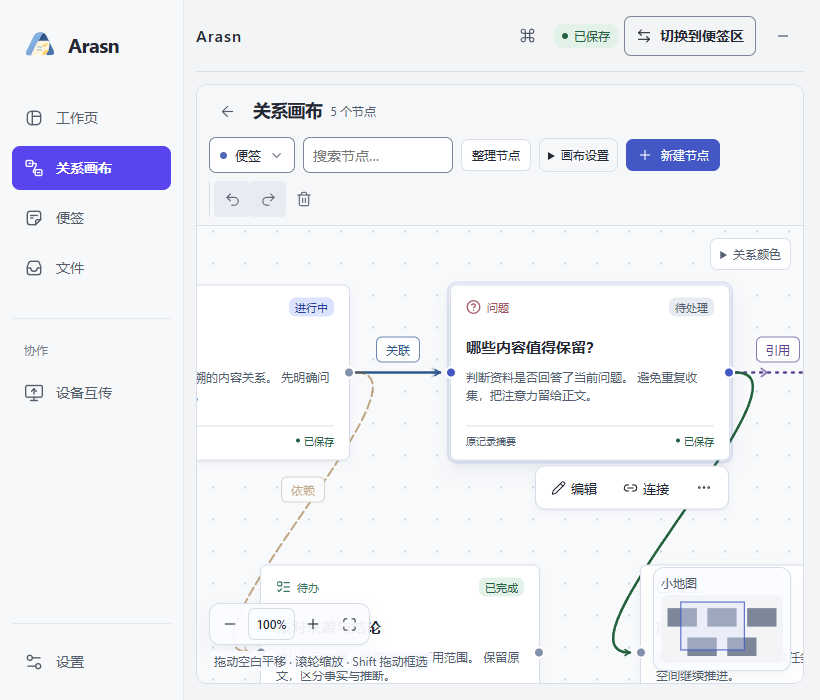 Arasn
工作页
关系画布
便签
文件
协作
设备互传
设置
Arasn
已保存
切换到便签区
关系画布 5 个节点
便签
搜索节点...
整理节点
画布设置
新建节点
关系颜色
进行中
溯的内容关系。 先明确问
已保存
关联
问题
待处理
哪些内容值得保留?
判断资料是否回答了当前问题。 避免重复收
集，把注意力留给正文。
原记录摘要
已保存
引用
依赖
编辑
连接
···
待办
已完成
论
100%
用范围。 保留原
文，区分事实与推断。
拖动空白平移 · 滚轮缩放 · Shift 拖动框选
小地图
空间继续推进。